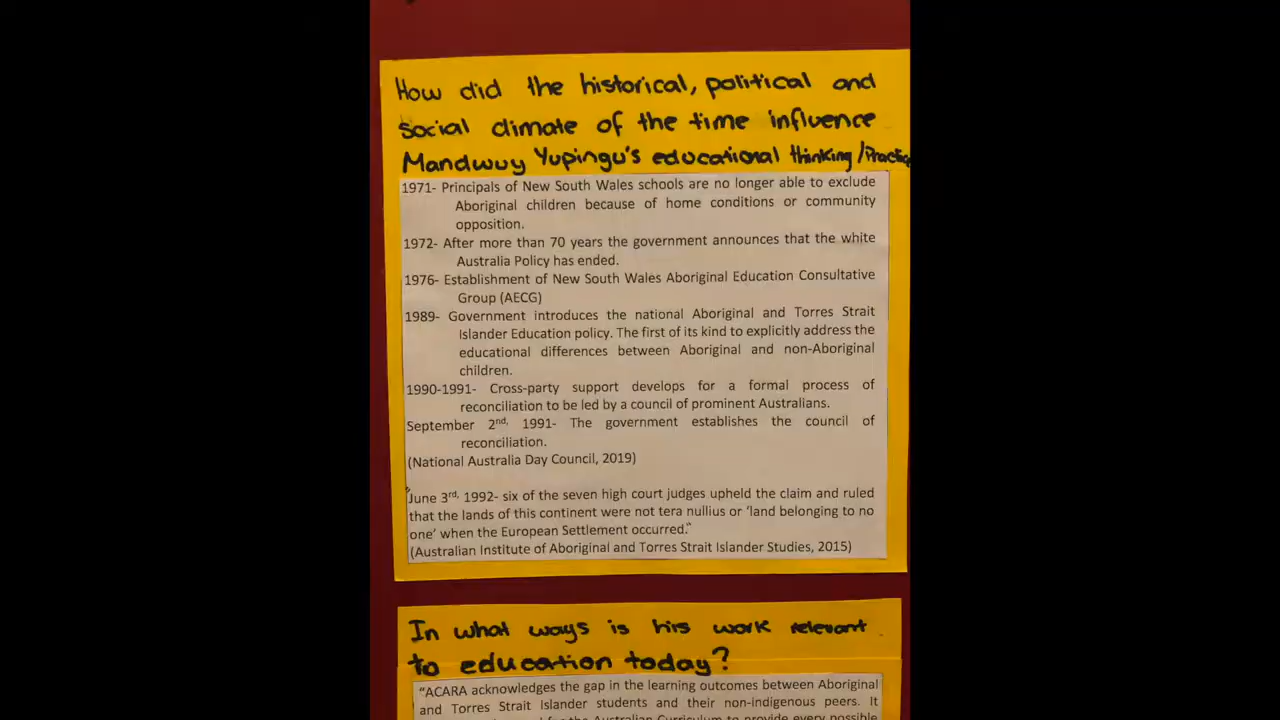 How did the historical, political and
social climate of the time influence
Mandwuy Yupingu's educational thinking/Practice
1971- Principals of New South Wales schools are no longer able to exclude
Aboriginal children because of home conditions or community
opposition.
1972- After more than 70 years the government announces that the white
Australia Policy has ended.
1976- Establishment of New South Wales Aboriginal Education Consultative
Group (AECG)
1989- Government introduces the national Aboriginal and Torres Strait
Islander Education policy. The first of its kind to explicitly address the
educational differences between Aboriginal and non-Aboriginal
children.
1990-1991- Cross-party support develops for a formal process of
reconciliation to be led by a council of prominent Australians.
September 2nd, 1991- The government establishes the council of
reconciliation.
(National Australia Day Council, 2019)
"June 3rd, 1992- six of the seven high court judges upheld the claim and ruled
that the lands of this continent were not tera nullius or 'land belonging to no
one' when the European Settlement occurred."
(Australian Institute of Aboriginal and Torres Strait Islander Studies, 2015)
In what ways is his work relevant
to education today?
"ACARA acknowledges the gap in the learning outcomes between Aboriginal
and Torres Strait Islander students and their non-indigenous peers. It
for the Australian Curriculum to provide every possible